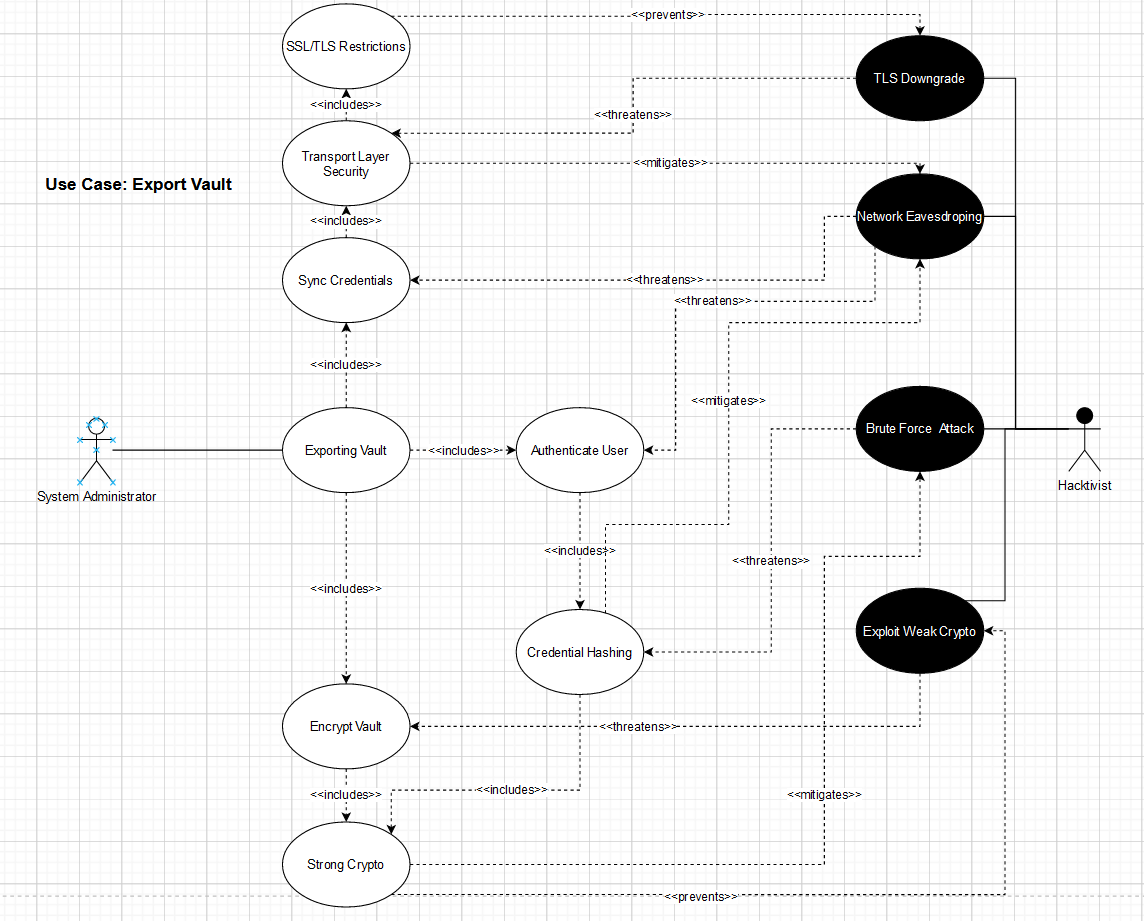 <<prevents>>
SSL/TLS Restrictions
TLS Downgrade
<<includes>>
<<threatens>>
Transport Layer
Security
<<mitigates>>
Use Case: Export Vault
Network Eavesdroping
<<includes>>
Sync Credentials
<<threatens>>
<<threatens>>
<<includes>>
<<mitigates>>
Brute Force Attack
Exporting Vault
<<includes>>
Authenticate User
Hacktivist
System Administrator
<<includes>>
<<threatens>>
<<includes>>
Exploit Weak Crypto
Credential Hashing
Encrypt Vault
<<threatens>>
<<includes>>
<<includes>>
<<mitigates>>
Strong Crypto
<<prevents>>